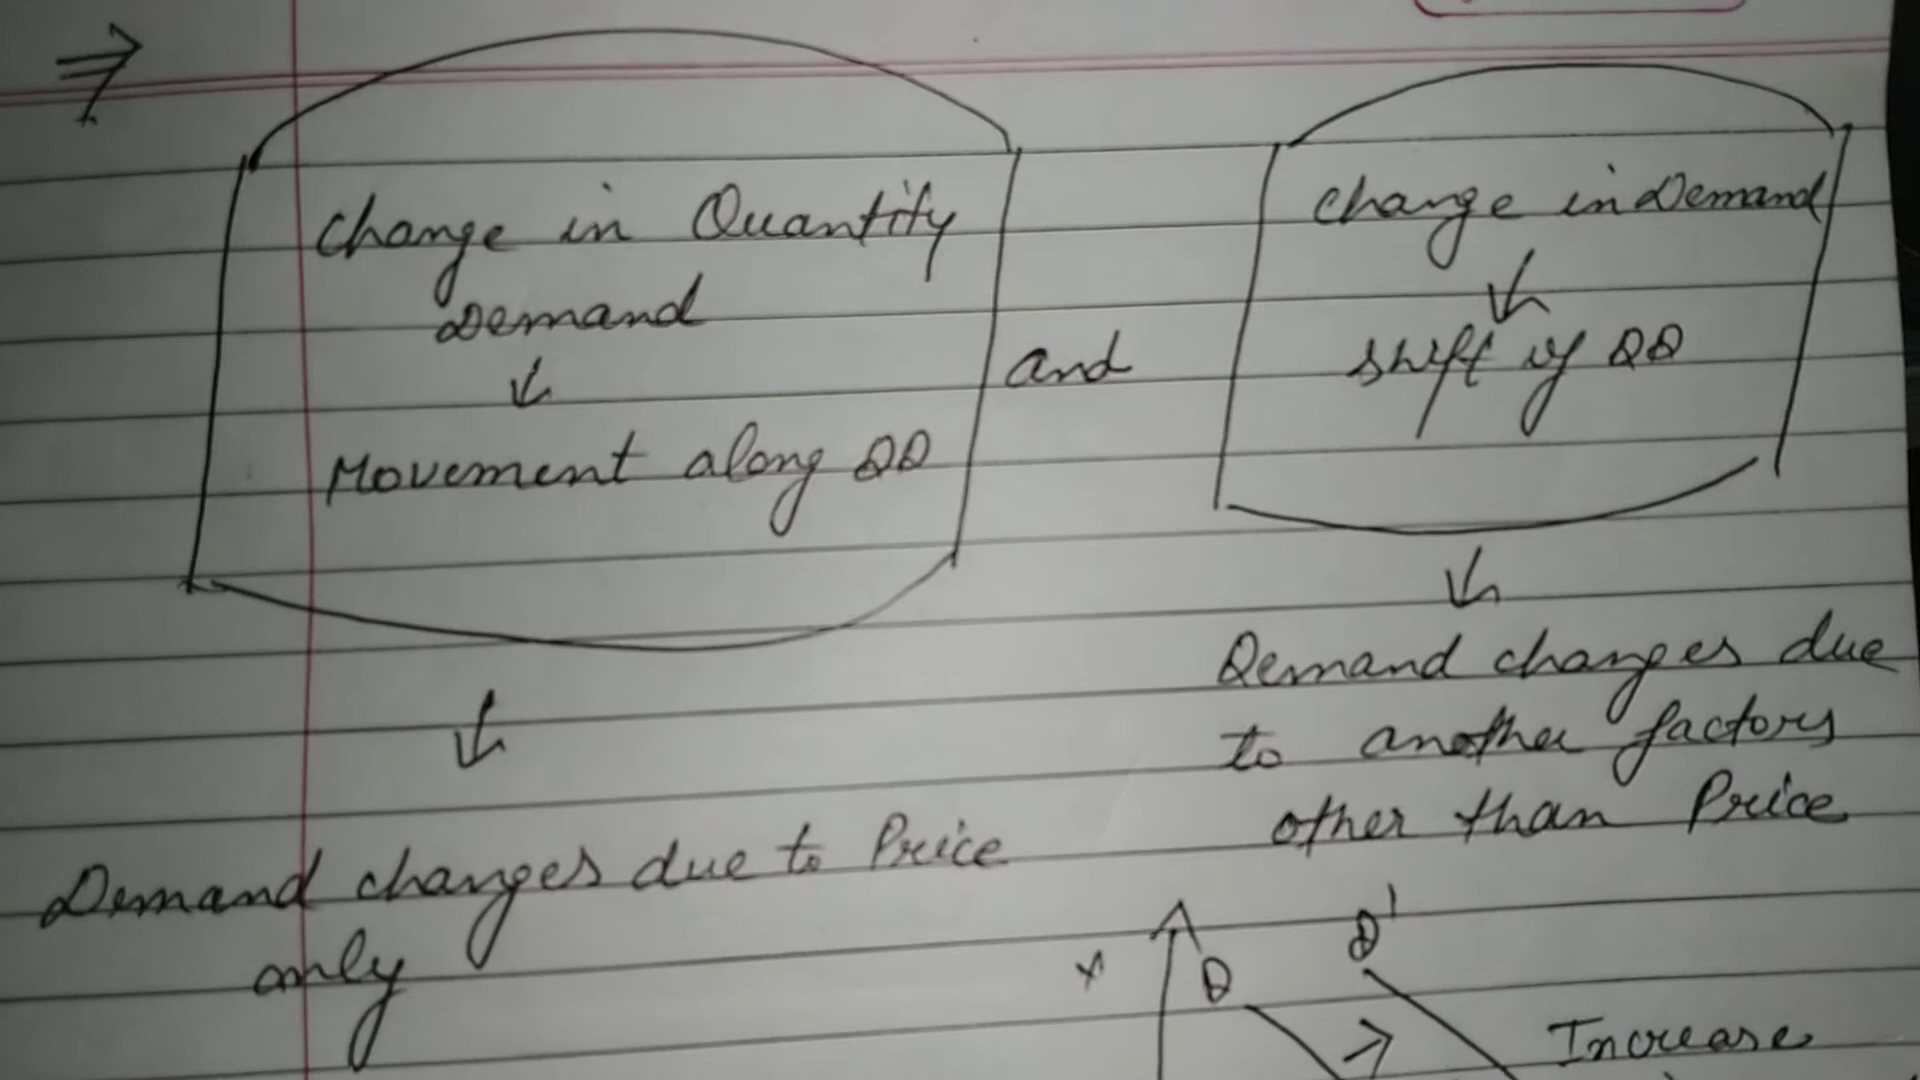 ⇒
Change in Quantity
Demand
↓
Movement along DD
and
Change in Demand
↓
shift of DD
↓
Demand changes due to Price
only
↓
Demand changes due
to another factors
other than Price
D D'
Increase